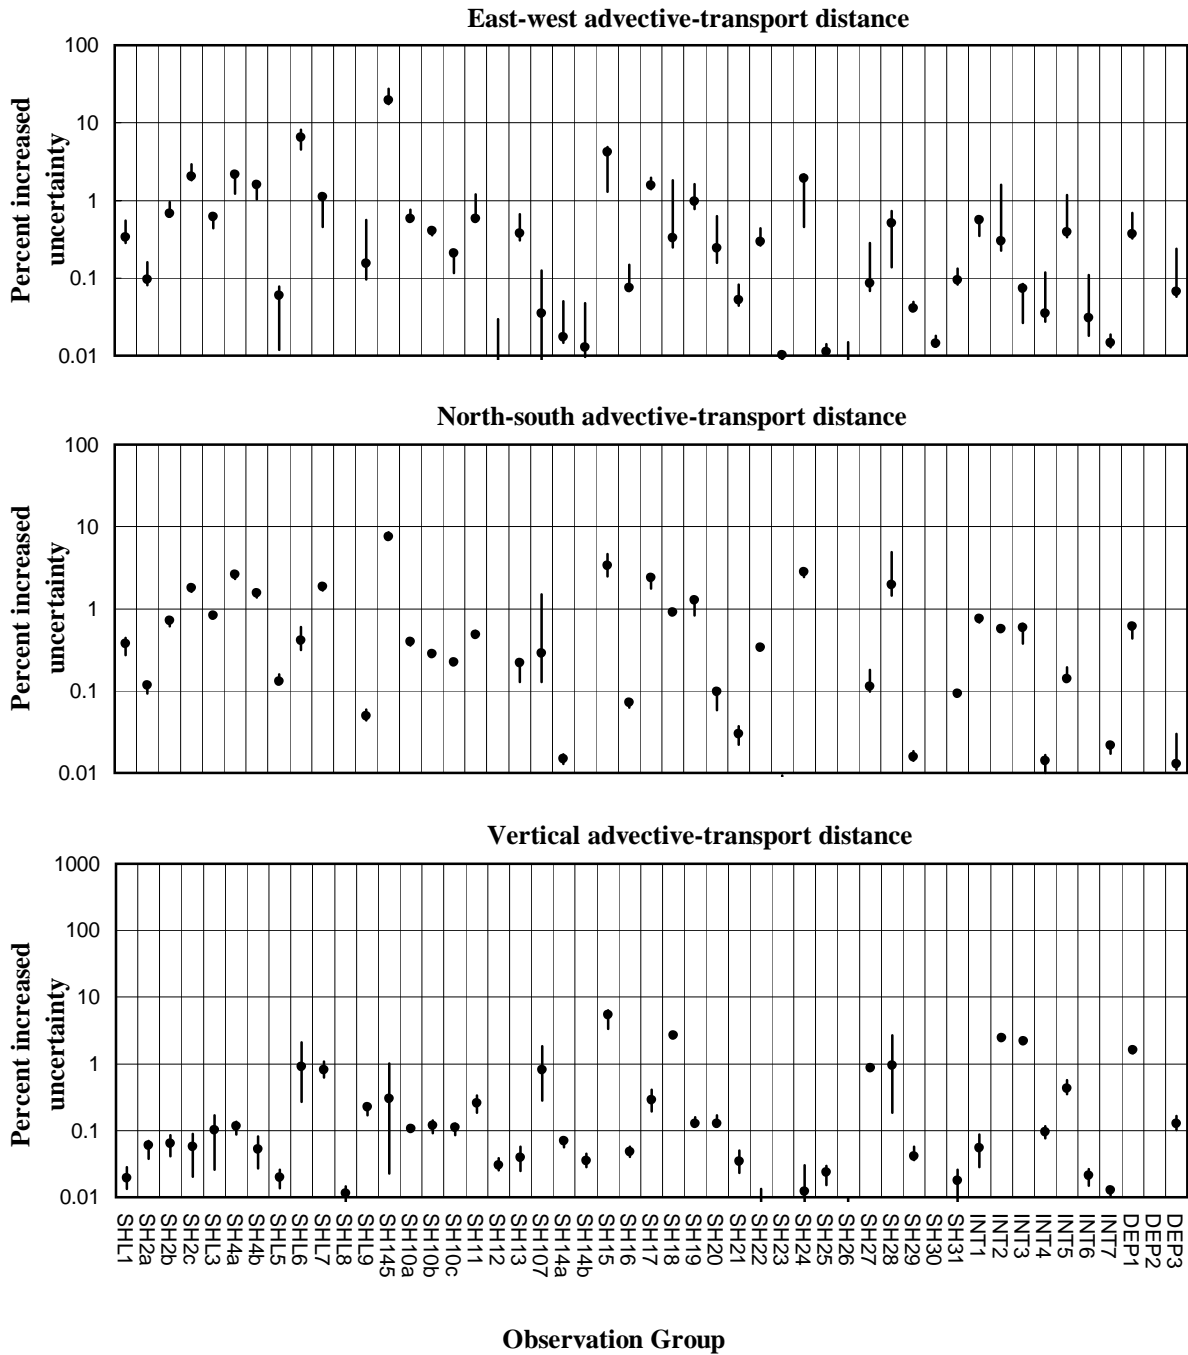 East-west advective-transport distance
Percent increased
uncertainty
100
10
1
0.1
0.01
North-south advective-transport distance
Percent increased
uncertainty
100
10
1
0.1
0.01
Vertical advective-transport distance
Percent increased
uncertainty
1000
100
10
1
0.1
0.01
SHL1
SH2a
SH2b
SH2c
SHL3
SH4a
SH4b
SHL5
SHL6
SHL7
SHL8
SHL9
SH145
SH10a
SH10b
SH10c
SH11
SH12
SH13
SH107
SH14a
SH14b
SH15
SH16
SH17
SH18
SH19
SH20
SH21
SH22
SH23
SH24
SH25
SH26
SH27
SH28
SH29
SH30
SH31
INT1
INT2
INT3
INT4
INT5
INT6
INT7
DEP1
DEP2
DEP3
Observation Group